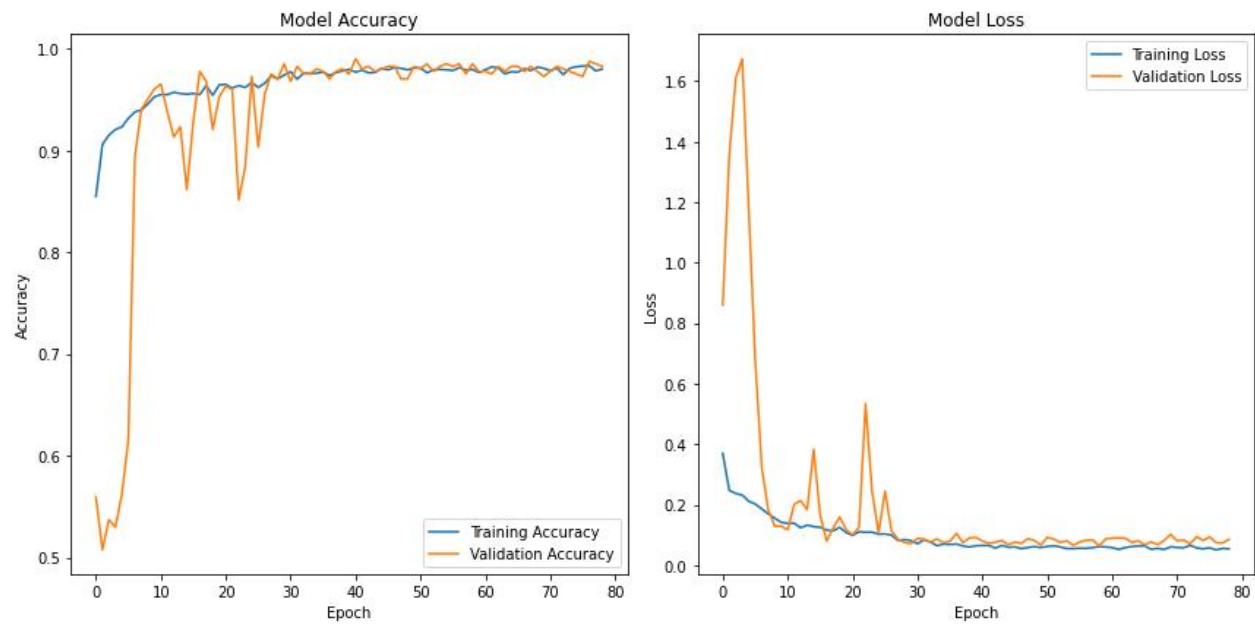 Model Accuracy
1.0
0.9
0.8
0.7
0.6
0.5
Accuracy
0 10 20 30 40 50 60 70 80
Epoch
Training Accuracy
Validation Accuracy
Model Loss
1.6
1.4
1.2
1.0
0.8
0.6
0.4
0.2
0.0
Loss
0 10 20 30 40 50 60 70 80
Epoch
Training Loss
Validation Loss